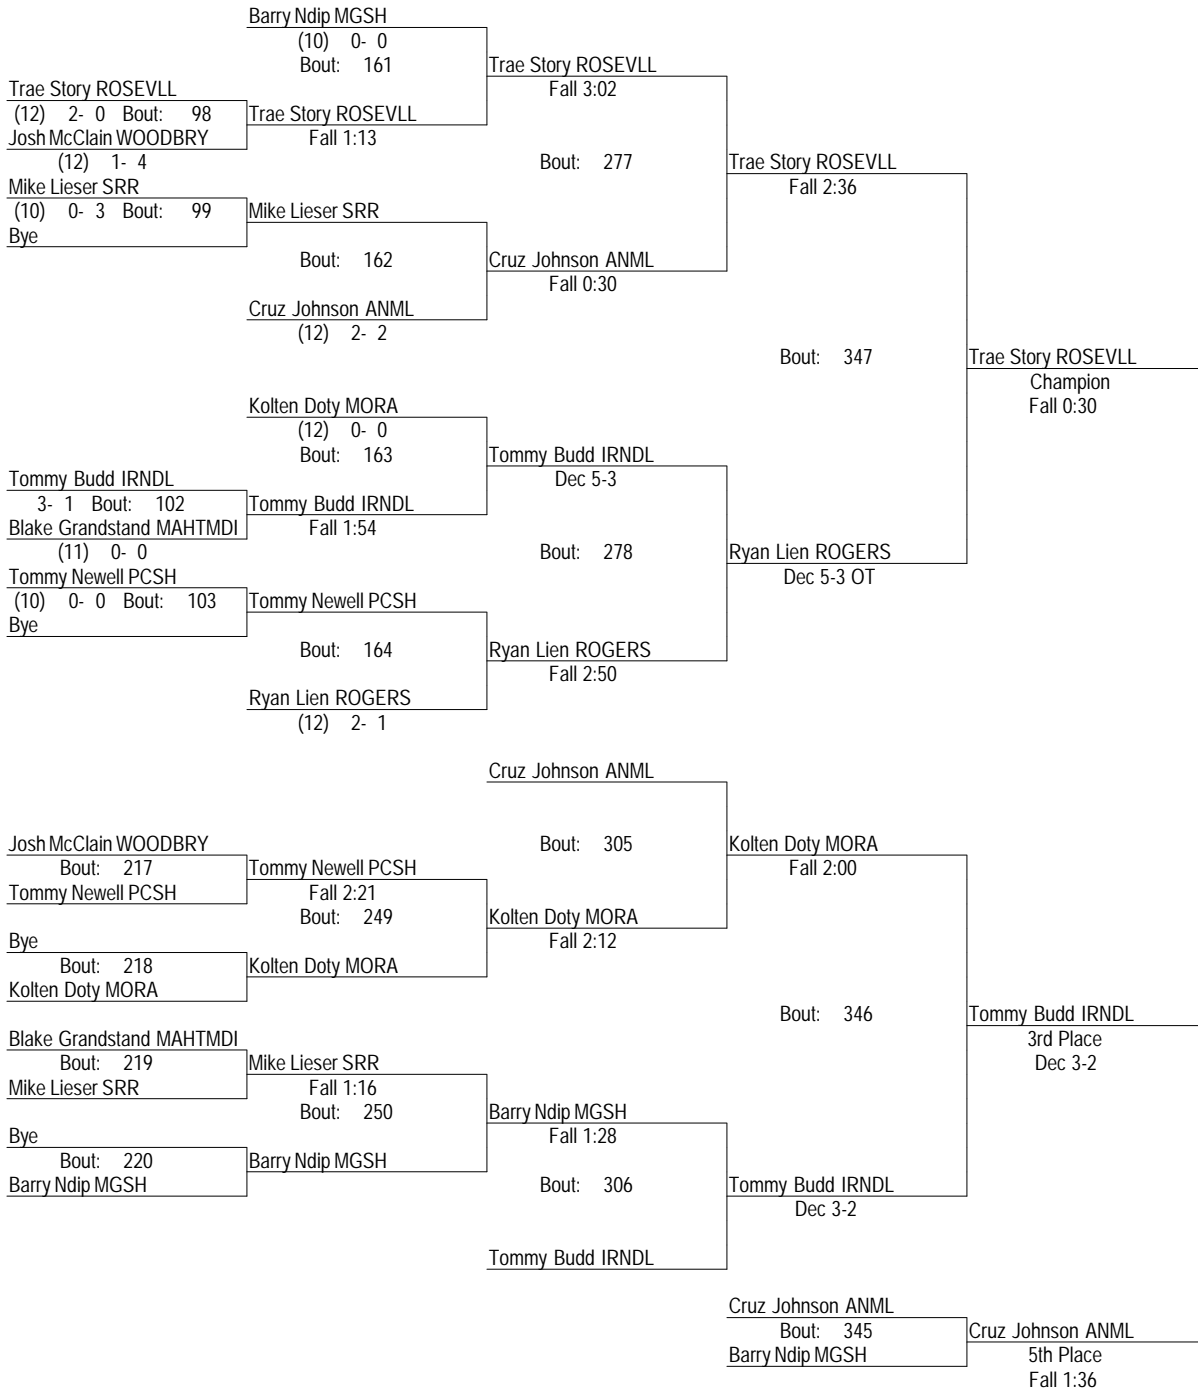 Barry Ndip MGSH
(10) 0- 0
Bout: 161
Trae Story ROSEVLL
Fall 3:02
Trae Story ROSEVLL
(12) 2- 0 Bout: 98
Trae Story ROSEVLL
Josh McClain WOODBRY
Fall 1:13
(12) 1- 4
Bout: 277
Trae Story ROSEVLL
Mike Lieser SRR
Fall 2:36
(10) 0- 3 Bout: 99
Mike Lieser SRR
Bye
Bout: 162
Cruz Johnson ANML
Fall 0:30
Cruz Johnson ANML
(12) 2- 2
Bout: 347
Trae Story ROSEVLL
Champion
Fall 0:30
Kolten Doty MORA
(12) 0- 0
Bout: 163
Tommy Budd IRNDL
Dec 5-3
Tommy Budd IRNDL
3- 1 Bout: 102
Tommy Budd IRNDL
Blake Grandstand MAHTMDI
Fall 1:54
(11) 0- 0
Bout: 278
Ryan Lien ROGERS
Dec 5-3 OT
Tommy Newell PCSH
(10) 0- 0 Bout: 103
Tommy Newell PCSH
Bye
Bout: 164
Ryan Lien ROGERS
Fall 2:50
Ryan Lien ROGERS
(12) 2- 1
Cruz Johnson ANML
Josh McClain WOODBRY
Bout: 305
Kolten Doty MORA
Fall 2:00
Bout: 217
Tommy Newell PCSH
Tommy Newell PCSH
Fall 2:21
Bout: 249
Kolten Doty MORA
Fall 2:12
Bye
Bout: 218
Kolten Doty MORA
Kolten Doty MORA
Bout: 346
Tommy Budd IRNDL
3rd Place
Dec 3-2
Blake Grandstand MAHTMDI
Bout: 219
Mike Lieser SRR
Mike Lieser SRR
Fall 1:16
Bout: 250
Barry Ndip MGSH
Fall 1:28
Bye
Bout: 220
Barry Ndip MGSH
Barry Ndip MGSH
Bout: 306
Tommy Budd IRNDL
Dec 3-2
Tommy Budd IRNDL
Cruz Johnson ANML
Bout: 345
Cruz Johnson ANML
Barry Ndip MGSH
5th Place
Fall 1:36